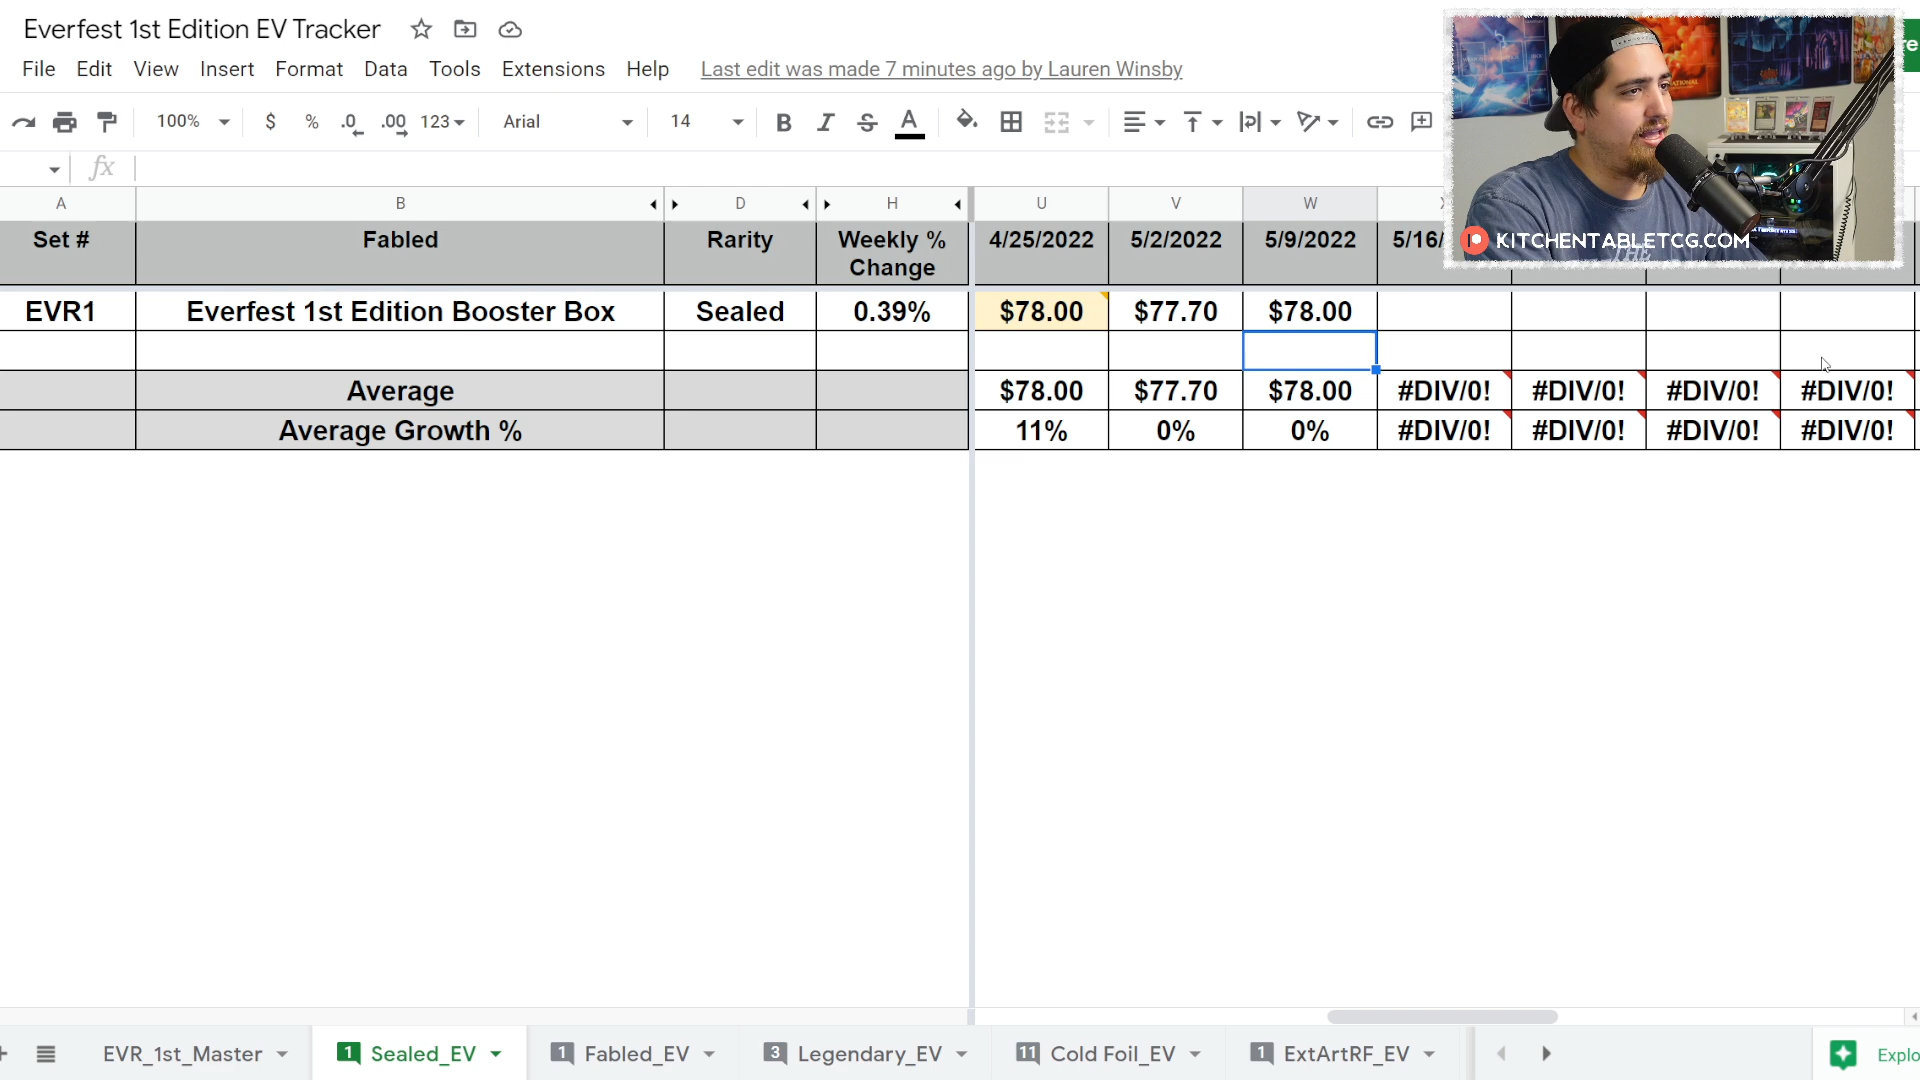 Everfest 1st Edition EV Tracker
File Edit View Insert Format Data Tools Extensions Help Last edit was made 7 minutes ago by Lauren Winsby
100% $ % .0 .00 123 Arial 14 B I S A
fx
A B D H U V W
Set # Fabled Rarity Weekly % Change 4/25/2022 5/2/2022 5/9/2022 5/16/
KITCHENTABLETCG.COM
EVR1 Everfest 1st Edition Booster Box Sealed 0.39% $78.00 $77.70 $78.00
Average $78.00 $77.70 $78.00 #DIV/0! #DIV/0! #DIV/0! #DIV/0!
Average Growth % 11% 0% 0% #DIV/0! #DIV/0! #DIV/0! #DIV/0!
EVR_1st_Master 1 Sealed_EV 1 Fabled_EV 3 Legendary_EV 11 Cold Foil_EV 1 ExtArtRF_EV Explo